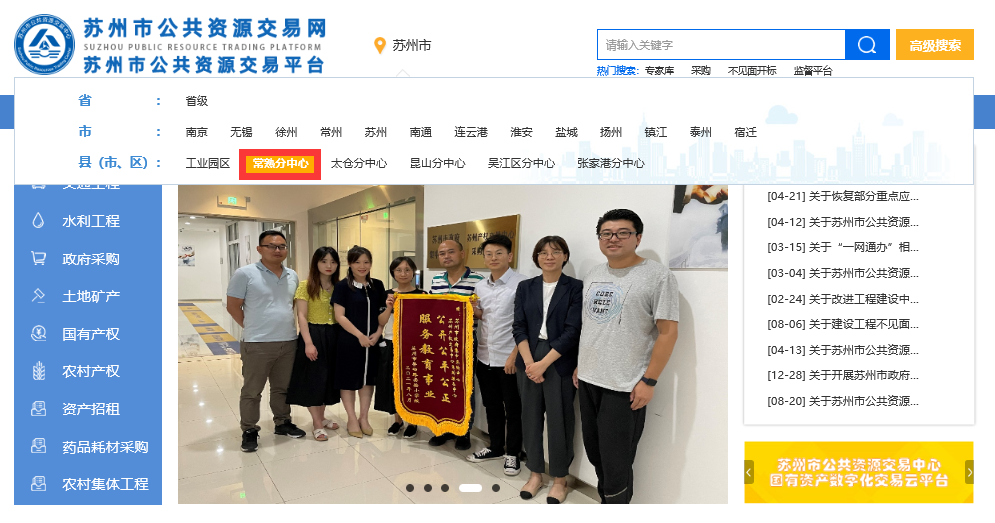 苏州市公共资源交易网
SUZHOU PUBLIC RESOURCE TRADING PLATFORM
苏州市公共资源交易平台
苏州市
请输入关键字
高级搜索
热门搜索: 专家库 采购 不见面开标 监督平台
省 : 省级
市 : 南京 无锡 徐州 常州 苏州 南通 连云港 淮安 盐城 扬州 镇江 泰州 宿迁
县（市、区） : 工业园区 常熟分中心 太仓分中心 昆山分中心 吴江区分中心 张家港分中心
交通工程
水利工程
政府采购
土地矿产
国有产权
农村产权
资产招租
药品耗材采购
农村集体工程
公开公平公正
服务教育事业
[04-21] 关于恢复部分重点应...
[04-12] 关于苏州市公共资源...
[03-15] 关于“一网通办”相...
[03-04] 关于苏州市公共资源...
[02-24] 关于改进工程建设中...
[08-06] 关于建设工程不见面...
[04-13] 关于苏州市公共资源...
[12-28] 关于开展苏州市政府...
[08-20] 关于苏州市公共资源...
苏州市公共资源交易中心
国有资产数字化交易云平台